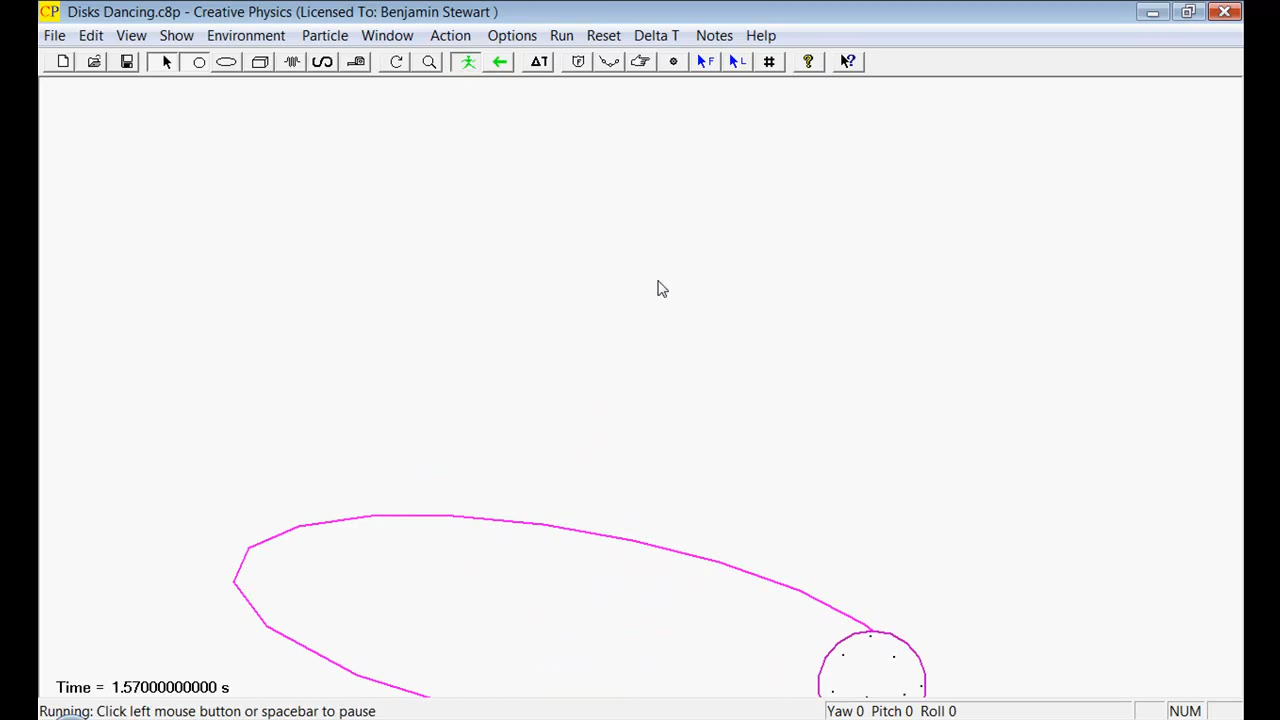 CP Disks Dancing.c8p - Creative Physics (Licensed To: Benjamin Stewart )
File Edit View Show Environment Particle Window Action Options Run Reset Delta T Notes Help
ΔT F F L # ? ?
Time = 1.57000000000 s
Running: Click left mouse button or spacebar to pause Yaw 0 Pitch 0 Roll 0 NUM